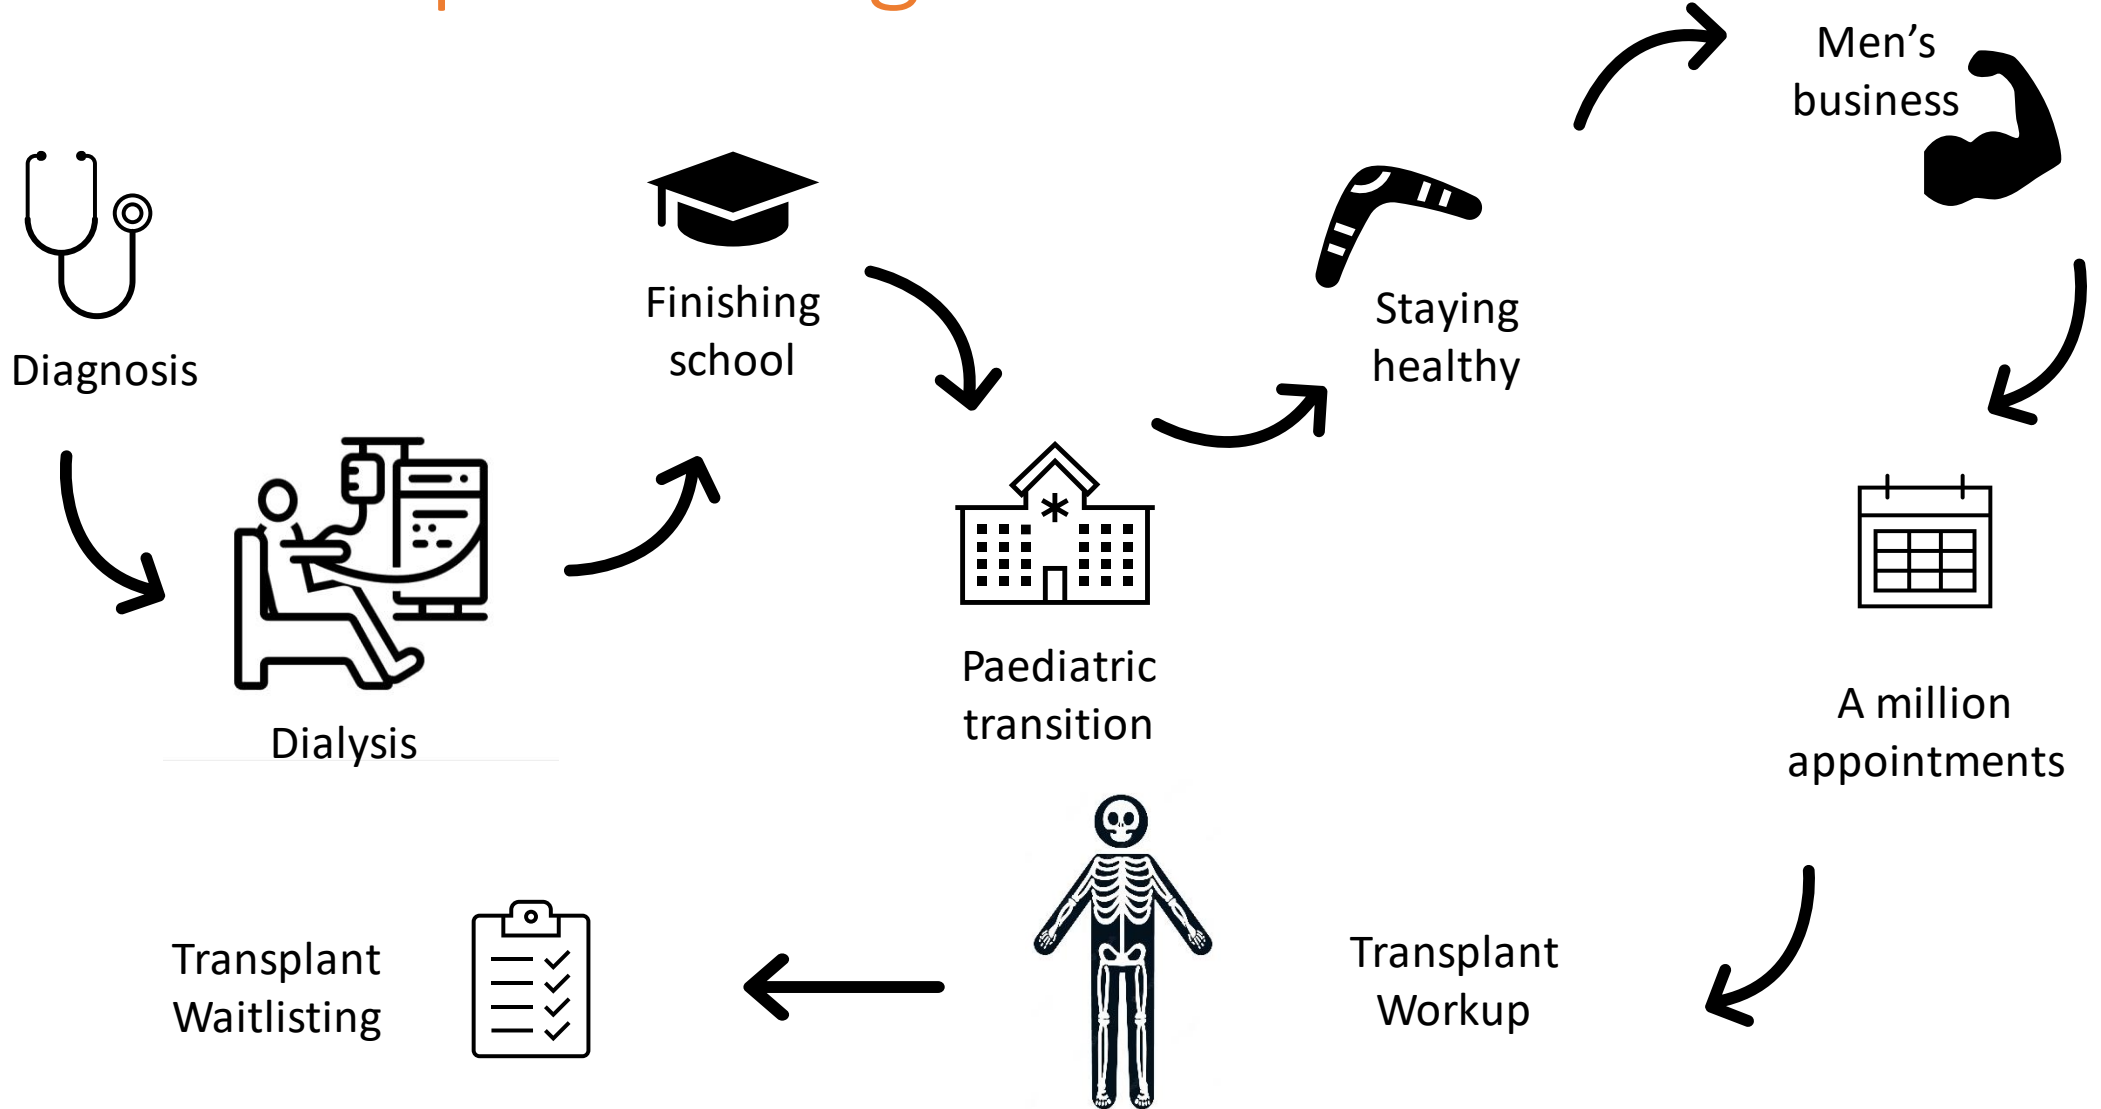 Diagnosis
Dialysis
Finishing
school
Paediatric
transition
Staying
healthy
Men’s
business
A million
appointments
Transplant
Workup
Transplant
Waitlisting